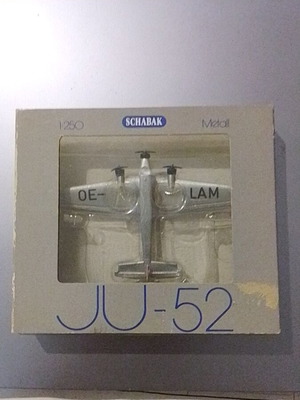 1:250 SCHABAK Metall
OE- LAM
JU-52